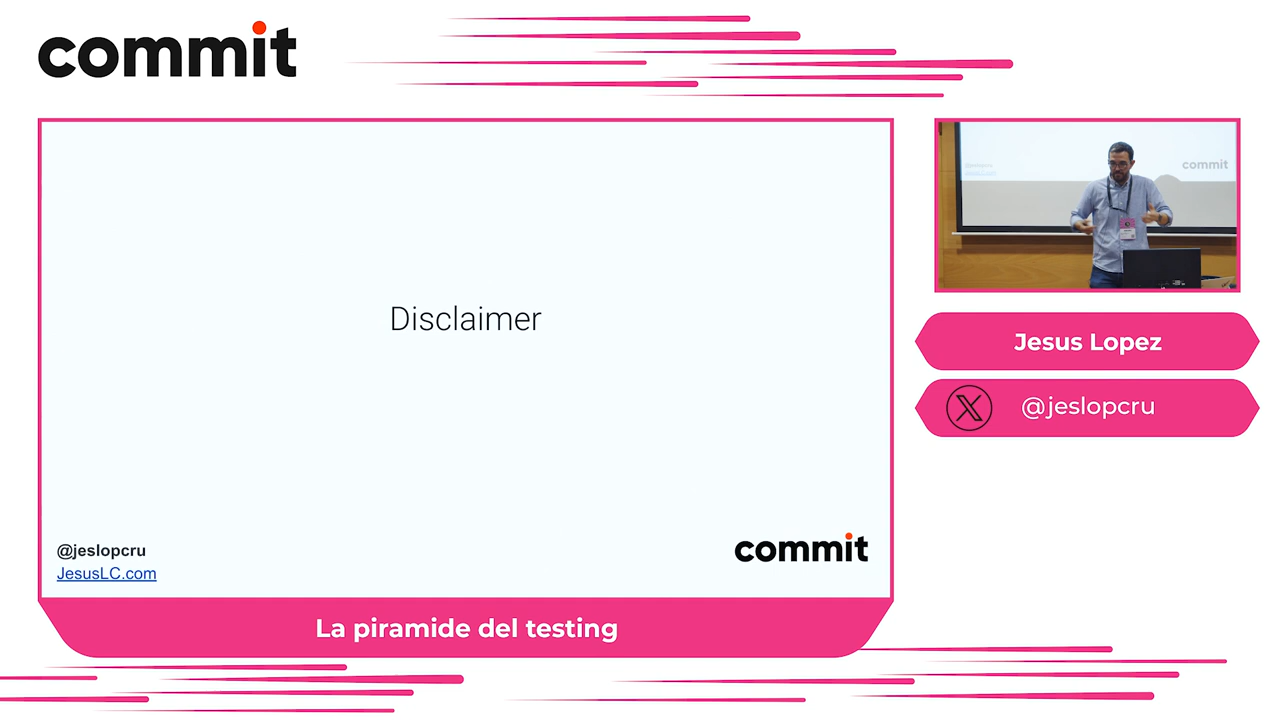 commit
Disclaimer
@jeslopcru
JesusLC.com
commit
La piramide del testing
commit
Jesus Lopez
@jeslopcru